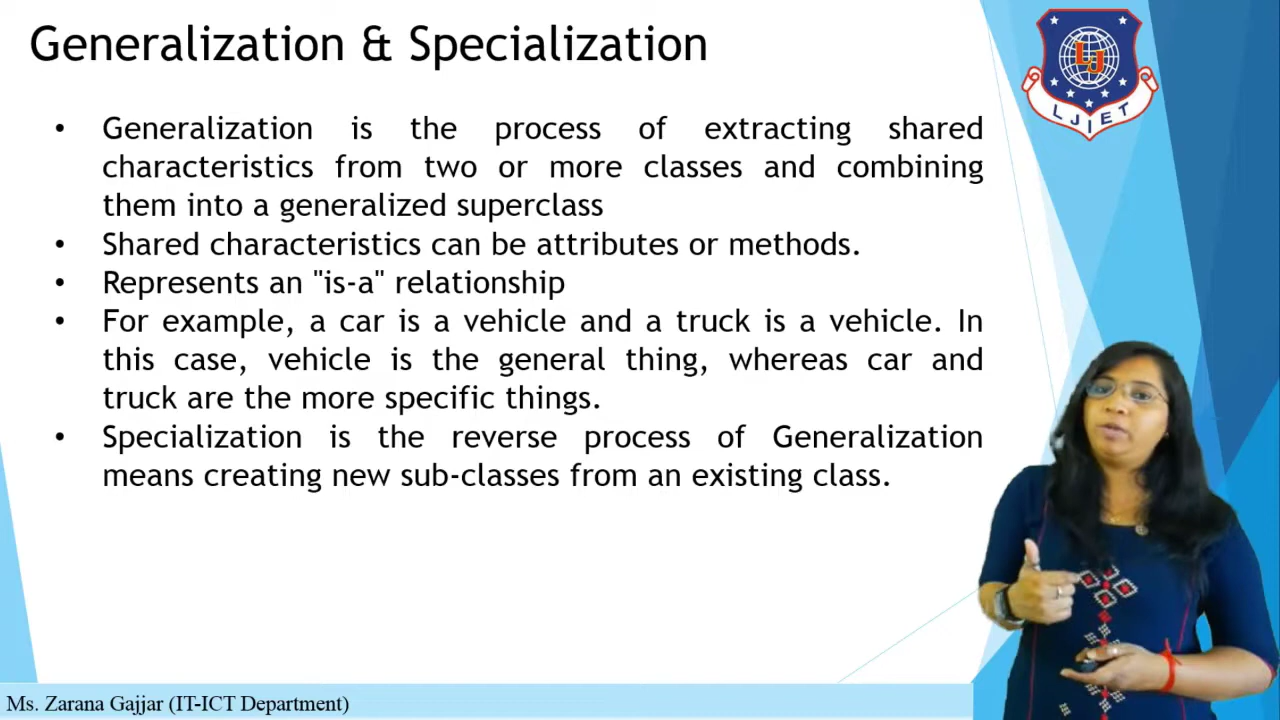 Generalization & Specialization
• Generalization is the process of extracting shared
characteristics from two or more classes and combining
them into a generalized superclass
• Shared characteristics can be attributes or methods.
• Represents an "is-a" relationship
• For example, a car is a vehicle and a truck is a vehicle. In
this case, vehicle is the general thing, whereas car and
truck are the more specific things.
• Specialization is the reverse process of Generalization
means creating new sub-classes from an existing class.
LJ
LJIET
Ms. Zarana Gajjar (IT-ICT Department)